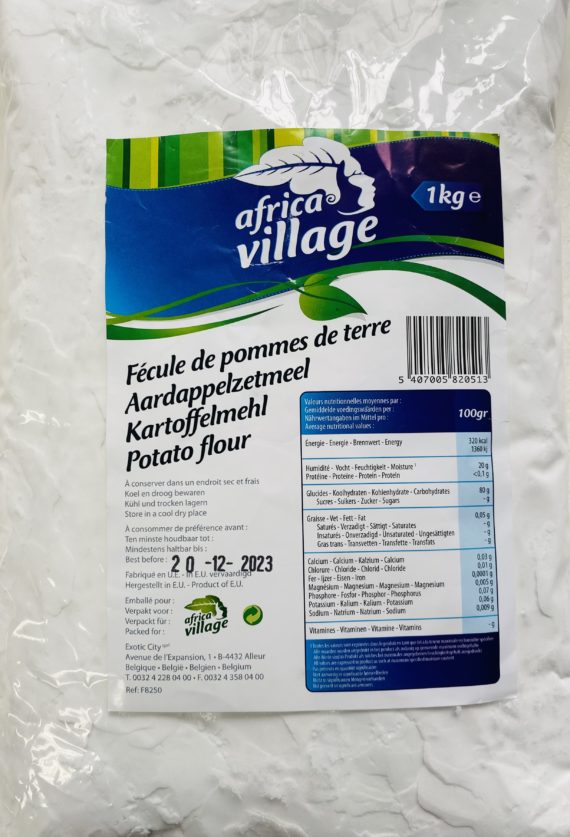 africa
village
1kg e
Fécule de pommes de terre
Aardappelzetmeel
Kartoffelmehl
Potato flour
5 407005 820513
À conserver dans un endroit sec et frais
Koel en droog bewaren
Kühl und trocken lagern
Store in a cool dry place
À consommer de préférence avant :
Ten minste houdbaar tot :
Mindestens haltbar bis :
Best before : 20 -12- 2023
Fabriqué en U.E. - In E.U. vervaardigd
Hergestellt in E.U. - Product of E.U.
Emballé pour :
Verpakt voor :
Verpackt für :
Packed for :
africa
village
Exotic City
Avenue de l'Expansion, 1 • B-4432 Alleur
Belgique • België • Belgien • Belgium
T. 0032 4 228 04 00 • F. 0032 4 358 04 00
Ref: F8250
Valeurs nutritionnelles moyennes par :
Gemiddelde voedingswaarden per :
Nährwertangaben im Mittel pro :
Average nutritional values :
100gr
Énergie - Energie - Brennwert - Energy 320 kcal
1360 kj
Humidité - Vocht - Feuchtigkeit - Moisture 20 g
Protéine - Proteine - Protein - Protein <0,1 g
Glucides - Koolhydraten - Kohlenhydrate - Carbohydrates 80 g
Sucres - Suikers - Zucker - Sugars -g
Graisse - Vet - Fett - Fat 0,05 g
Saturés - Verzadigt - Sättigt - Saturates -g
Insaturés - Onverzadigd - Unsaturated - Ungesättigten -g
Gras trans - Transvetten - Transfette - Transfats -g
Calcium - Calcium - Kalzium - Calcium 0,03 g
Chlorure - Chloride - Chlorid - Chloride 0,01 g
Fer - Ijzer - Eisen - Iron 0,0001 g
Magnésium - Magnesium - Magnesium - Magnesium 0,005 g
Phosphore - Fosfor - Phosphor - Phosphorus 0,07 g
Potassium - Kalium - Kalium - Potassium 0,06 g
Sodium - Natrium - Natrium - Sodium 0,009 g
Vitamines - Vitaminen - Vitamine - Vitamins -g